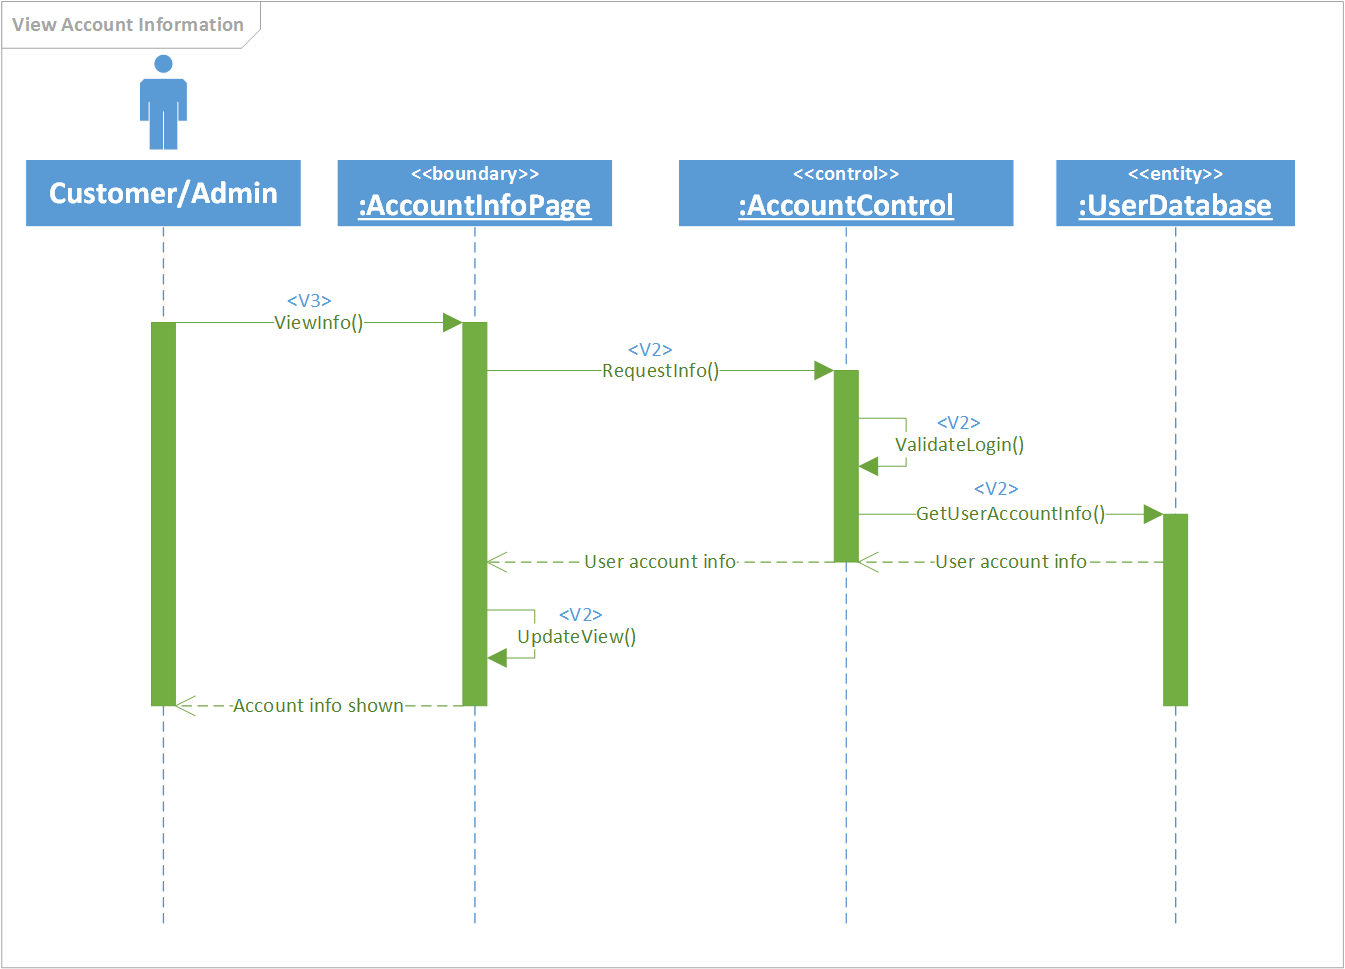 View Account Information
Customer/Admin
<<boundary>>
:AccountInfoPage
<<control>>
:AccountControl
<<entity>>
:UserDatabase
<V3>
ViewInfo()
<V2>
RequestInfo()
<V2>
ValidateLogin()
<V2>
GetUserAccountInfo()
User account info
User account info
<V2>
UpdateView()
Account info shown